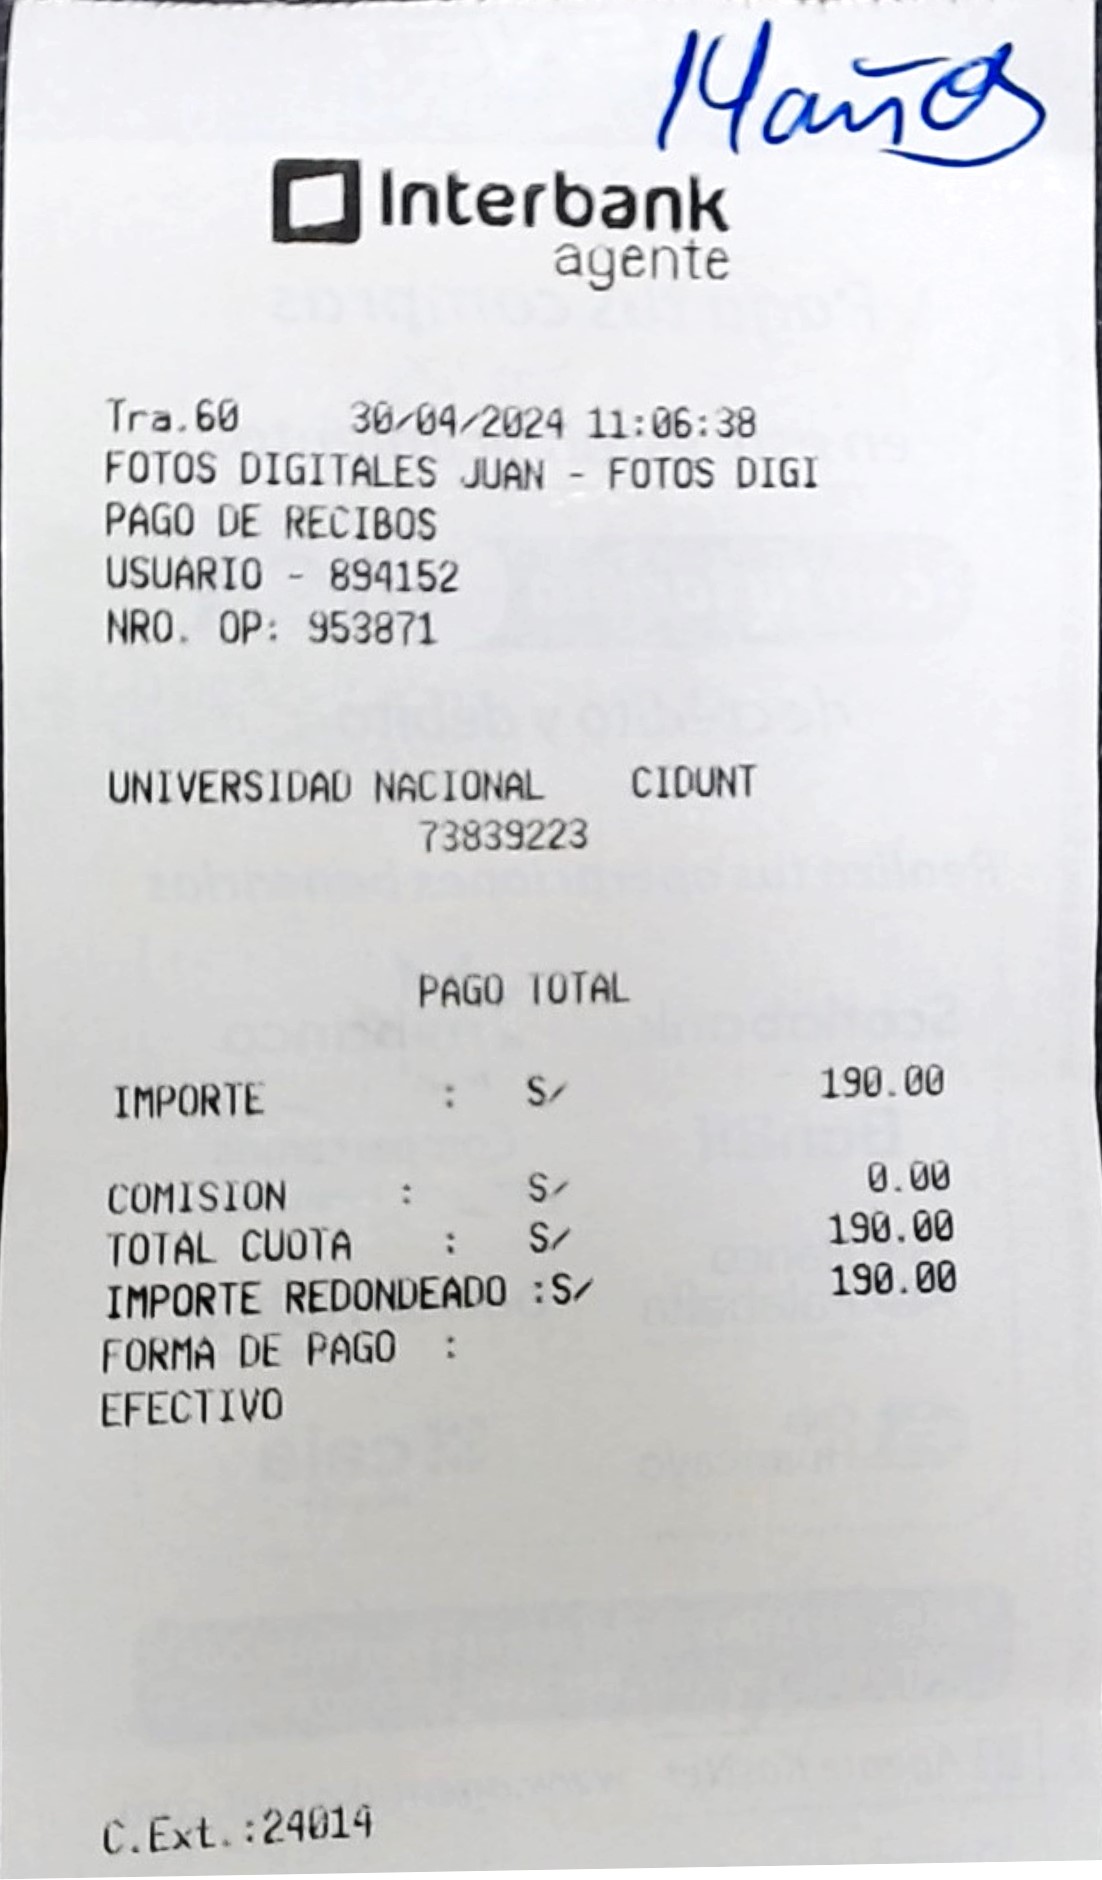 14 años
Interbank
agente
Tra.60 30/04/2024 11:06:38
FOTOS DIGITALES JUAN - FOTOS DIGI
PAGO DE RECIBOS
USUARIO - 894152
NRO. OP: 953871
UNIVERSIDAD NACIONAL CIDUNT
73839223
PAGO TOTAL
IMPORTE : S/ 190.00
COMISION : S/ 0.00
TOTAL CUOTA : S/ 190.00
IMPORTE REDONDEADO :S/ 190.00
FORMA DE PAGO :
EFECTIVO
C.Ext.:24014